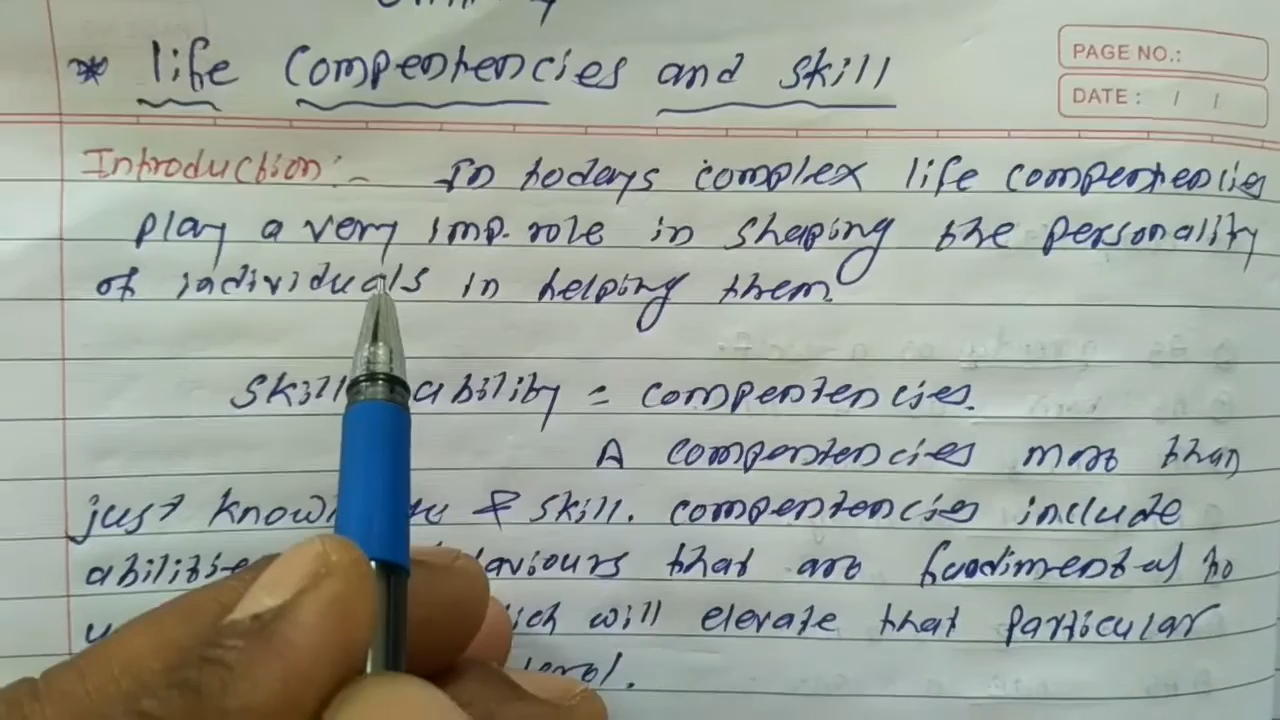 * life Compentencies and skill
PAGE NO.:
DATE : / /
Introduction:- In todays complex life compentencies
play a very imp. role in shaping the personality
of individuals in helping them.
skill ability = compentencies.
A compentencies more than
just & skill. compentencies include
that are fundimental to
will elevate that particular